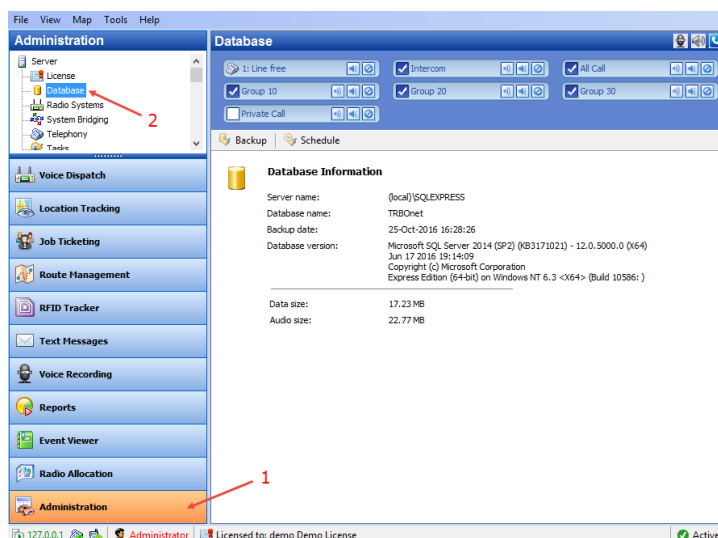 File View Map Tools Help
Administration
Database
Server
License
Database
Radio Systems
System Bridging
Telephony
Tasks
2
1: Line free
Intercom
All Call
Group 10
Group 20
Group 30
Private Call
Backup
Schedule
Database Information
Server name: (local)\SQLEXPRESS
Database name: TRBOnet
Backup date: 25-Oct-2016 16:28:26
Database version: Microsoft SQL Server 2014 (SP2) (KB3171021) - 12.0.5000.0 (X64)
Jun 17 2016 19:14:09
Copyright (c) Microsoft Corporation
Express Edition (64-bit) on Windows NT 6.3 <X64> (Build 10586: )
Data size: 17.23 MB
Audio size: 22.77 MB
Voice Dispatch
Location Tracking
Job Ticketing
Route Management
RFID Tracker
Text Messages
Voice Recording
Reports
Event Viewer
Radio Allocation
Administration
1
127.0.0.1
Administrator
Licensed to: demo Demo License
Active